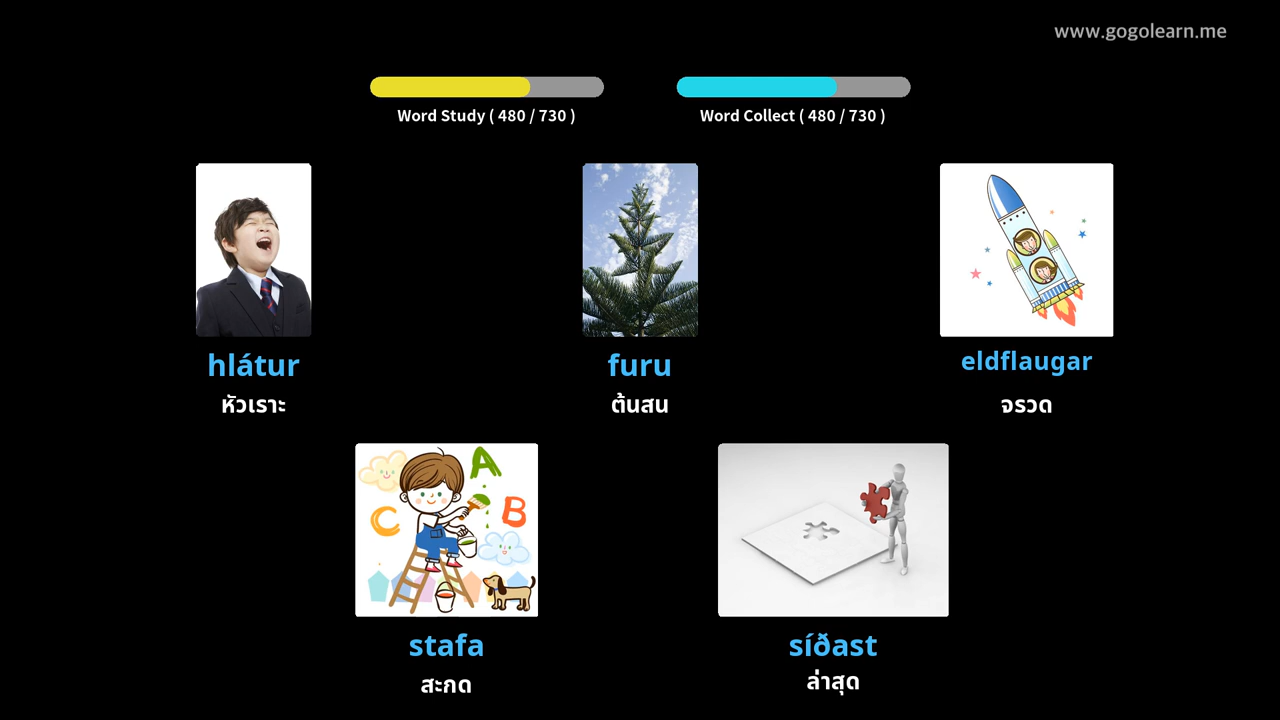 www.gogolearn.me
Word Study ( 480 / 730 )
Word Collect ( 480 / 730 )
hlátur
หัวเราะ
furu
ต้นสน
eldflaugar
จรวด
A
B
C
stafa
สะกด
síðast
ล่าสุด